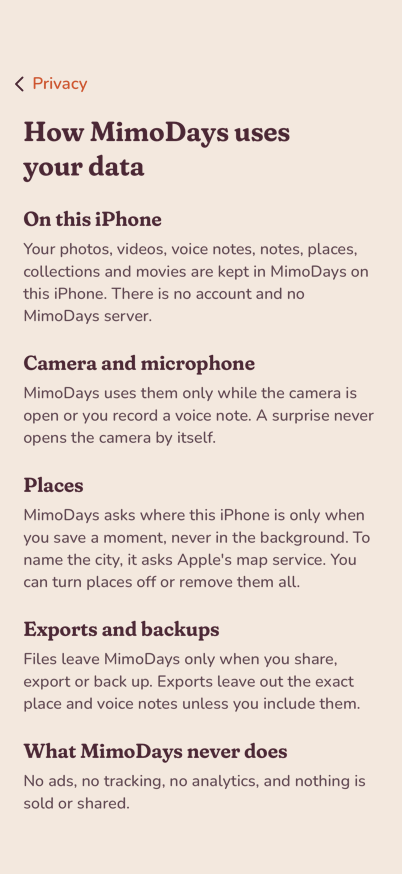 Privacy
How MimoDays uses
your data
On this iPhone
Your photos, videos, voice notes, notes, places,
collections and movies are kept in MimoDays on
this iPhone. There is no account and no
MimoDays server.
Camera and microphone
MimoDays uses them only while the camera is
open or you record a voice note. A surprise never
opens the camera by itself.
Places
MimoDays asks where this iPhone is only when
you save a moment, never in the background. To
name the city, it asks Apple's map service. You
can turn places off or remove them all.
Exports and backups
Files leave MimoDays only when you share,
export or back up. Exports leave out the exact
place and voice notes unless you include them.
What MimoDays never does
No ads, no tracking, no analytics, and nothing is
sold or shared.